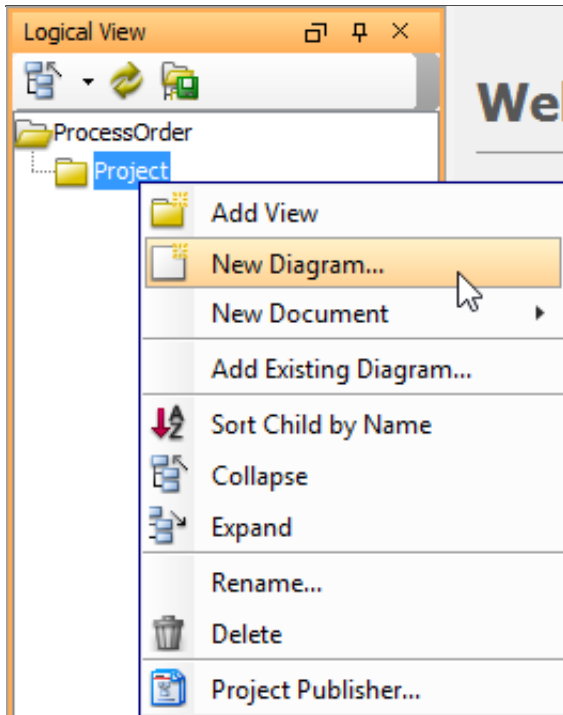 Logical View
Wel
ProcessOrder
Project
Add View
New Diagram...
New Document
Add Existing Diagram...
Sort Child by Name
Collapse
Expand
Rename...
Delete
Project Publisher...